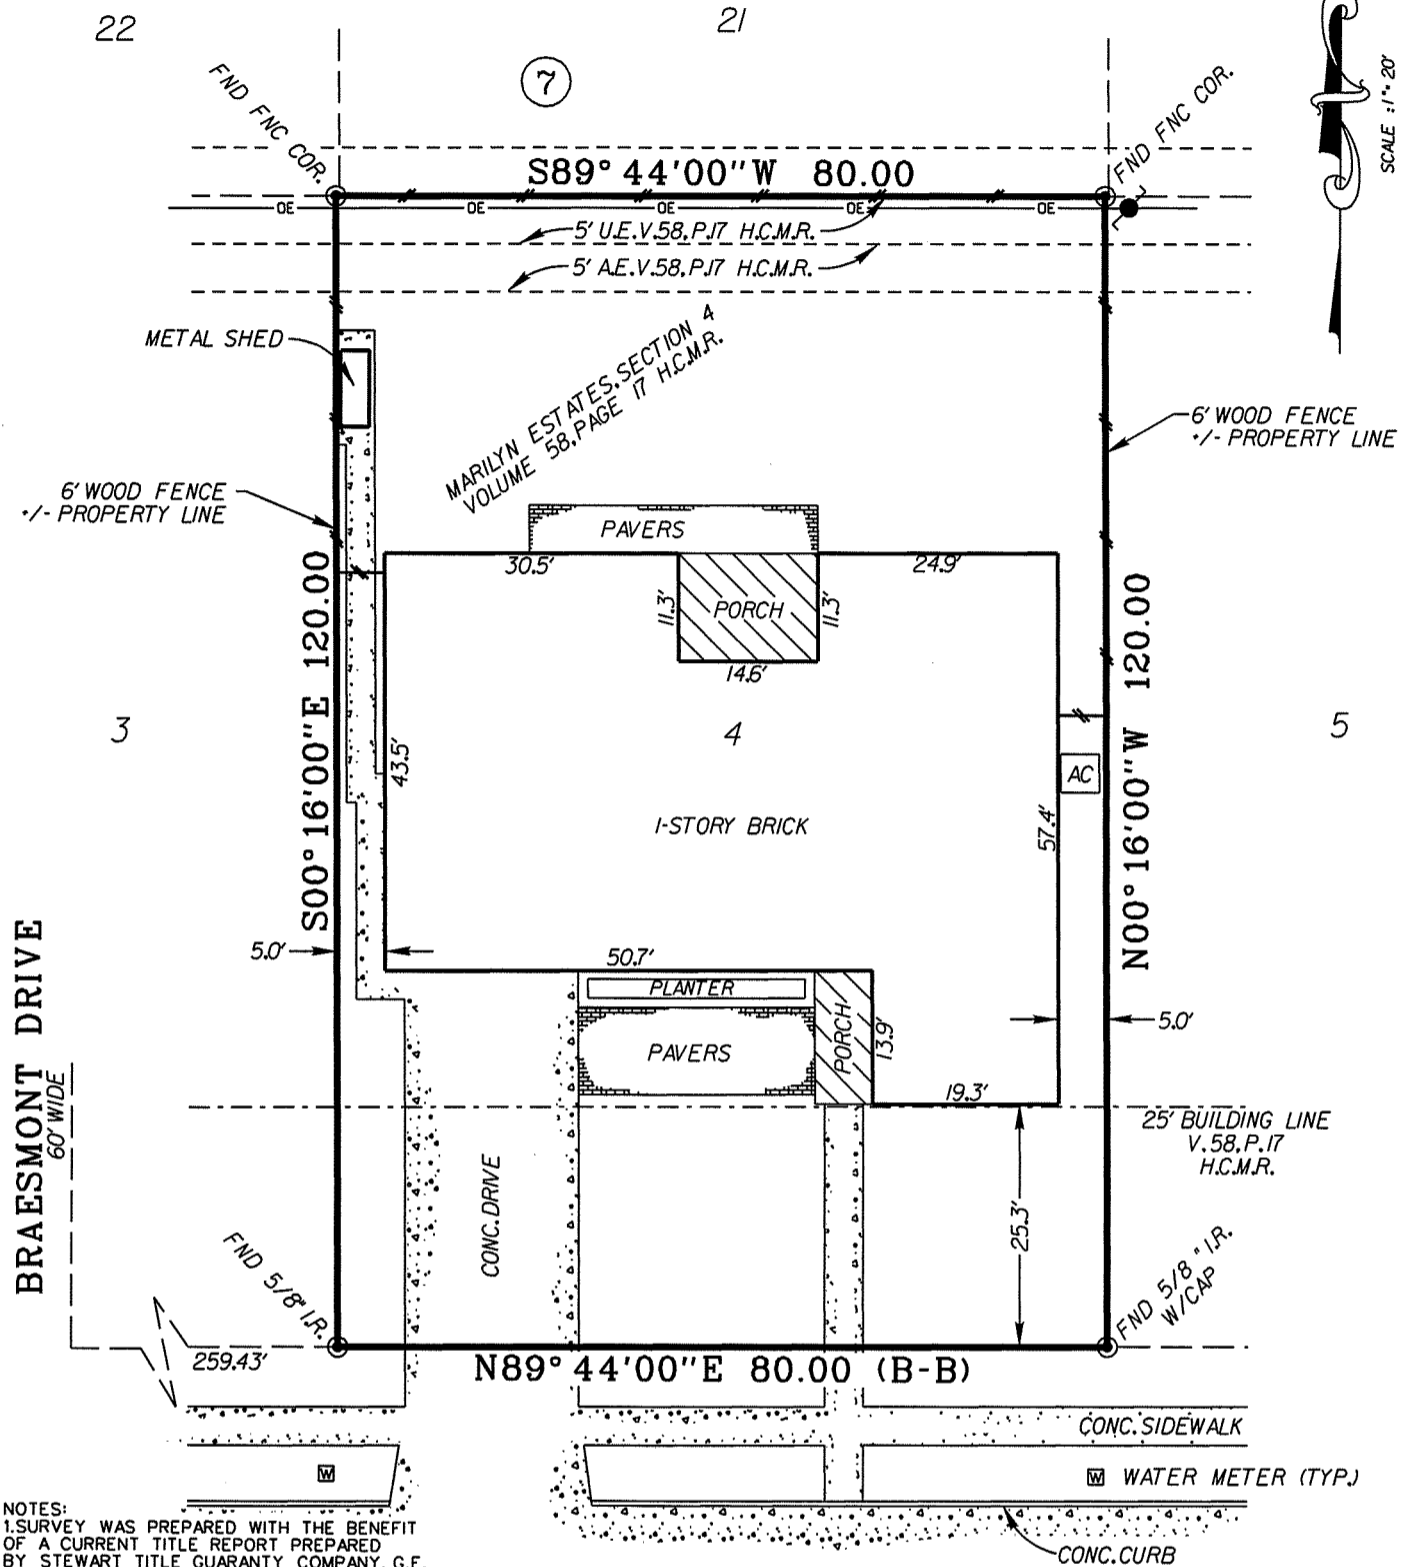 22
21
7
SCALE : 1"= 20'
FND FNC COR.
FND FNC COR.
S89° 44'00"W 80.00
OE OE OE OE OE
5' U.E. V.58, P.17 H.C.M.R.
5' A.E. V.58, P.17 H.C.M.R.
METAL SHED
MARILYN ESTATES, SECTION 4
VOLUME 58, PAGE 17 H.C.M.R.
6' WOOD FENCE
+/- PROPERTY LINE
6' WOOD FENCE
+/- PROPERTY LINE
PAVERS
30.5'
24.9'
11.3'
PORCH
11.3'
14.6'
S00° 16'00"E 120.00
N00° 16'00"W 120.00
3
4
5
43.5'
AC
1-STORY BRICK
57.4'
5.0'
50.7'
PLANTER
PAVERS
PORCH
13.9'
5.0'
19.3'
BRAESMONT DRIVE
60' WIDE
25' BUILDING LINE
V.58, P.17
H.C.M.R.
CONC. DRIVE
25.3'
FND 5/8" I.R.
FND 5/8" I.R.
W/CAP
259.43'
N89° 44'00"E 80.00 (B-B)
CONC. SIDEWALK
W
W WATER METER (TYP.)
CONC. CURB
NOTES:
1. SURVEY WAS PREPARED WITH THE BENEFIT
OF A CURRENT TITLE REPORT PREPARED
BY STEWART TITLE GUARANTY COMPANY, G.F.